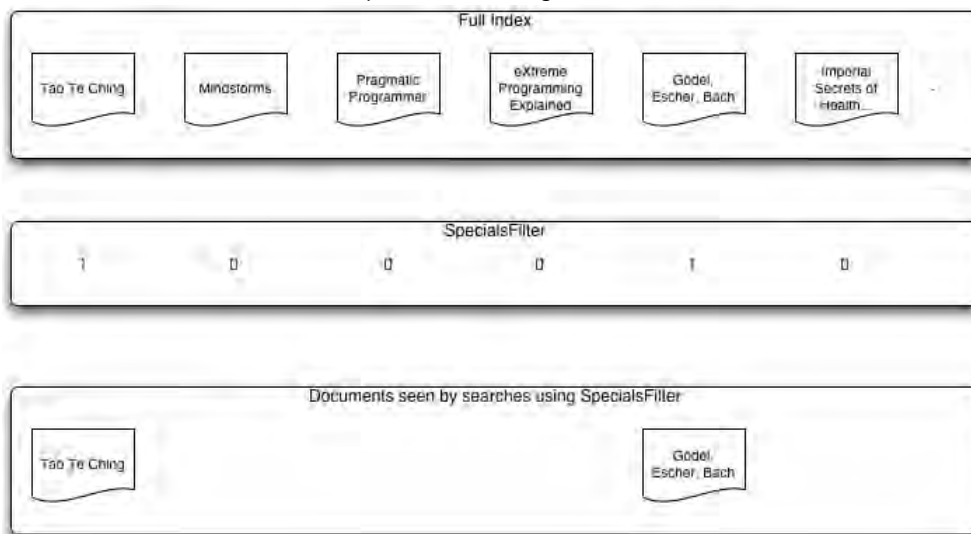 Full Index
Tao Te Ching
Mindstorms
Pragmatic
Programmer
eXtreme
Programming
Explained
Gödel,
Escher, Bach
Imperial
Secrets of
Health...
SpecialsFilter
1 0 0 0 1 0
Documents seen by searches using SpecialsFilter
Tao Te Ching
Gödel,
Escher, Bach